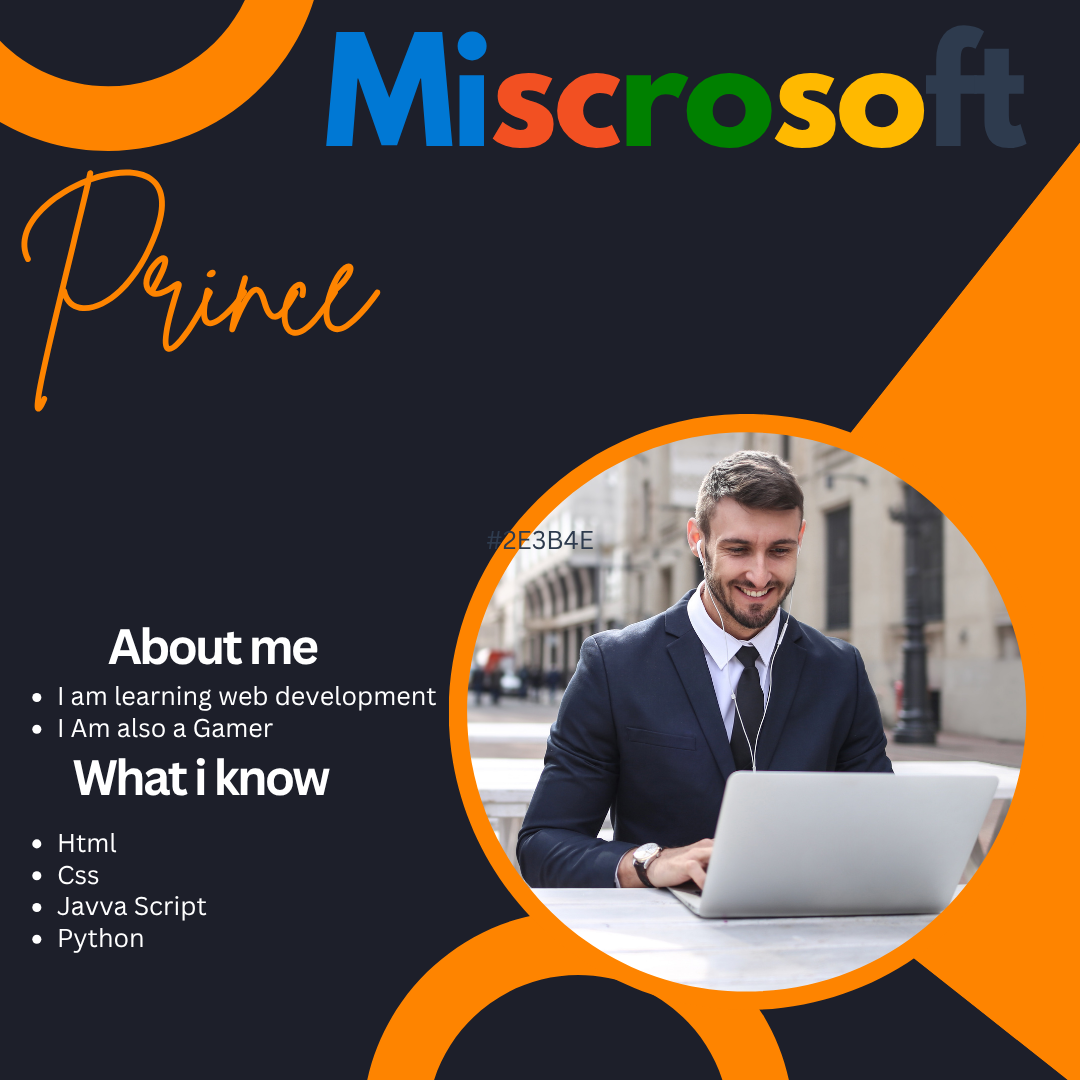 Miscrosoft
Prince
#2E3B4E
About me
I am learning web development
I Am also a Gamer
What i know
Html
Css
Javva Script
Python